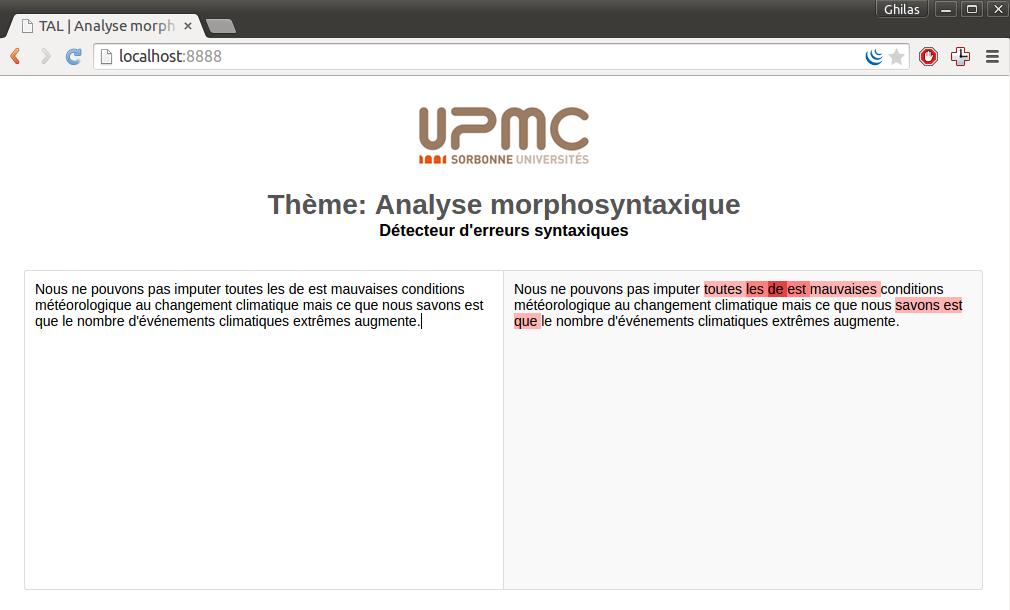 Ghilas
TAL | Analyse morph
localhost:8888
UPMC
SORBONNE UNIVERSITÉS
Thème: Analyse morphosyntaxique
Détecteur d'erreurs syntaxiques
Nous ne pouvons pas imputer toutes les de est mauvaises conditions
météorologique au changement climatique mais ce que nous savons est
que le nombre d'événements climatiques extrêmes augmente.
Nous ne pouvons pas imputer toutes les de est mauvaises conditions
météorologique au changement climatique mais ce que nous savons est
que le nombre d'événements climatiques extrêmes augmente.